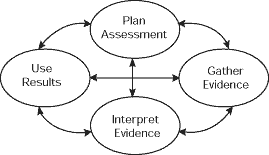 Plan
Assessment
Use
Results
Gather
Evidence
Interpret
Evidence